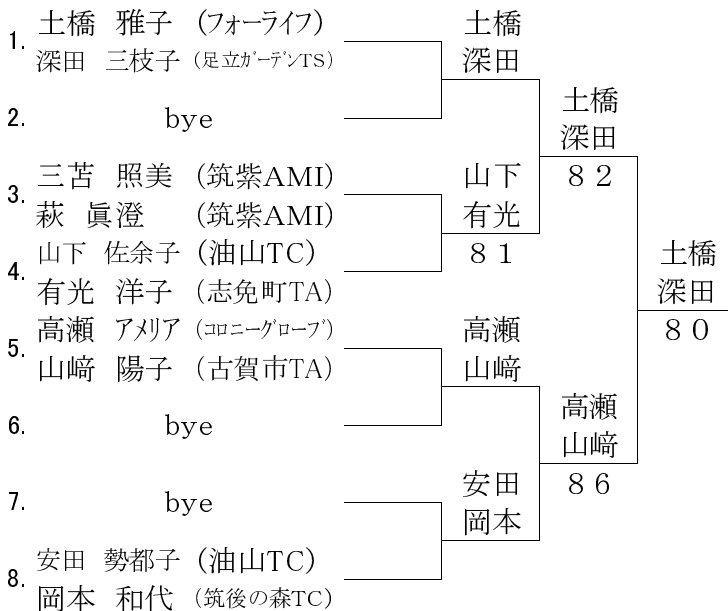 1. 土橋 雅子 (フォーライフ)
深田 三枝子 (足立ガーデンTS)
2. bye
3. 三苫 照美 (筑紫AMI)
萩 眞澄 (筑紫AMI)
4. 山下 佐余子 (油山TC)
有光 洋子 (志免町TA)
5. 高瀬 アメリア (コロニーグローブ)
山﨑 陽子 (古賀市TA)
6. bye
7. bye
8. 安田 勢都子 (油山TC)
岡本 和代 (筑後の森TC)
土橋
深田
山下
有光
８１
高瀬
山﨑
安田
岡本
土橋
深田
８２
高瀬
山﨑
８６
土橋
深田
８０